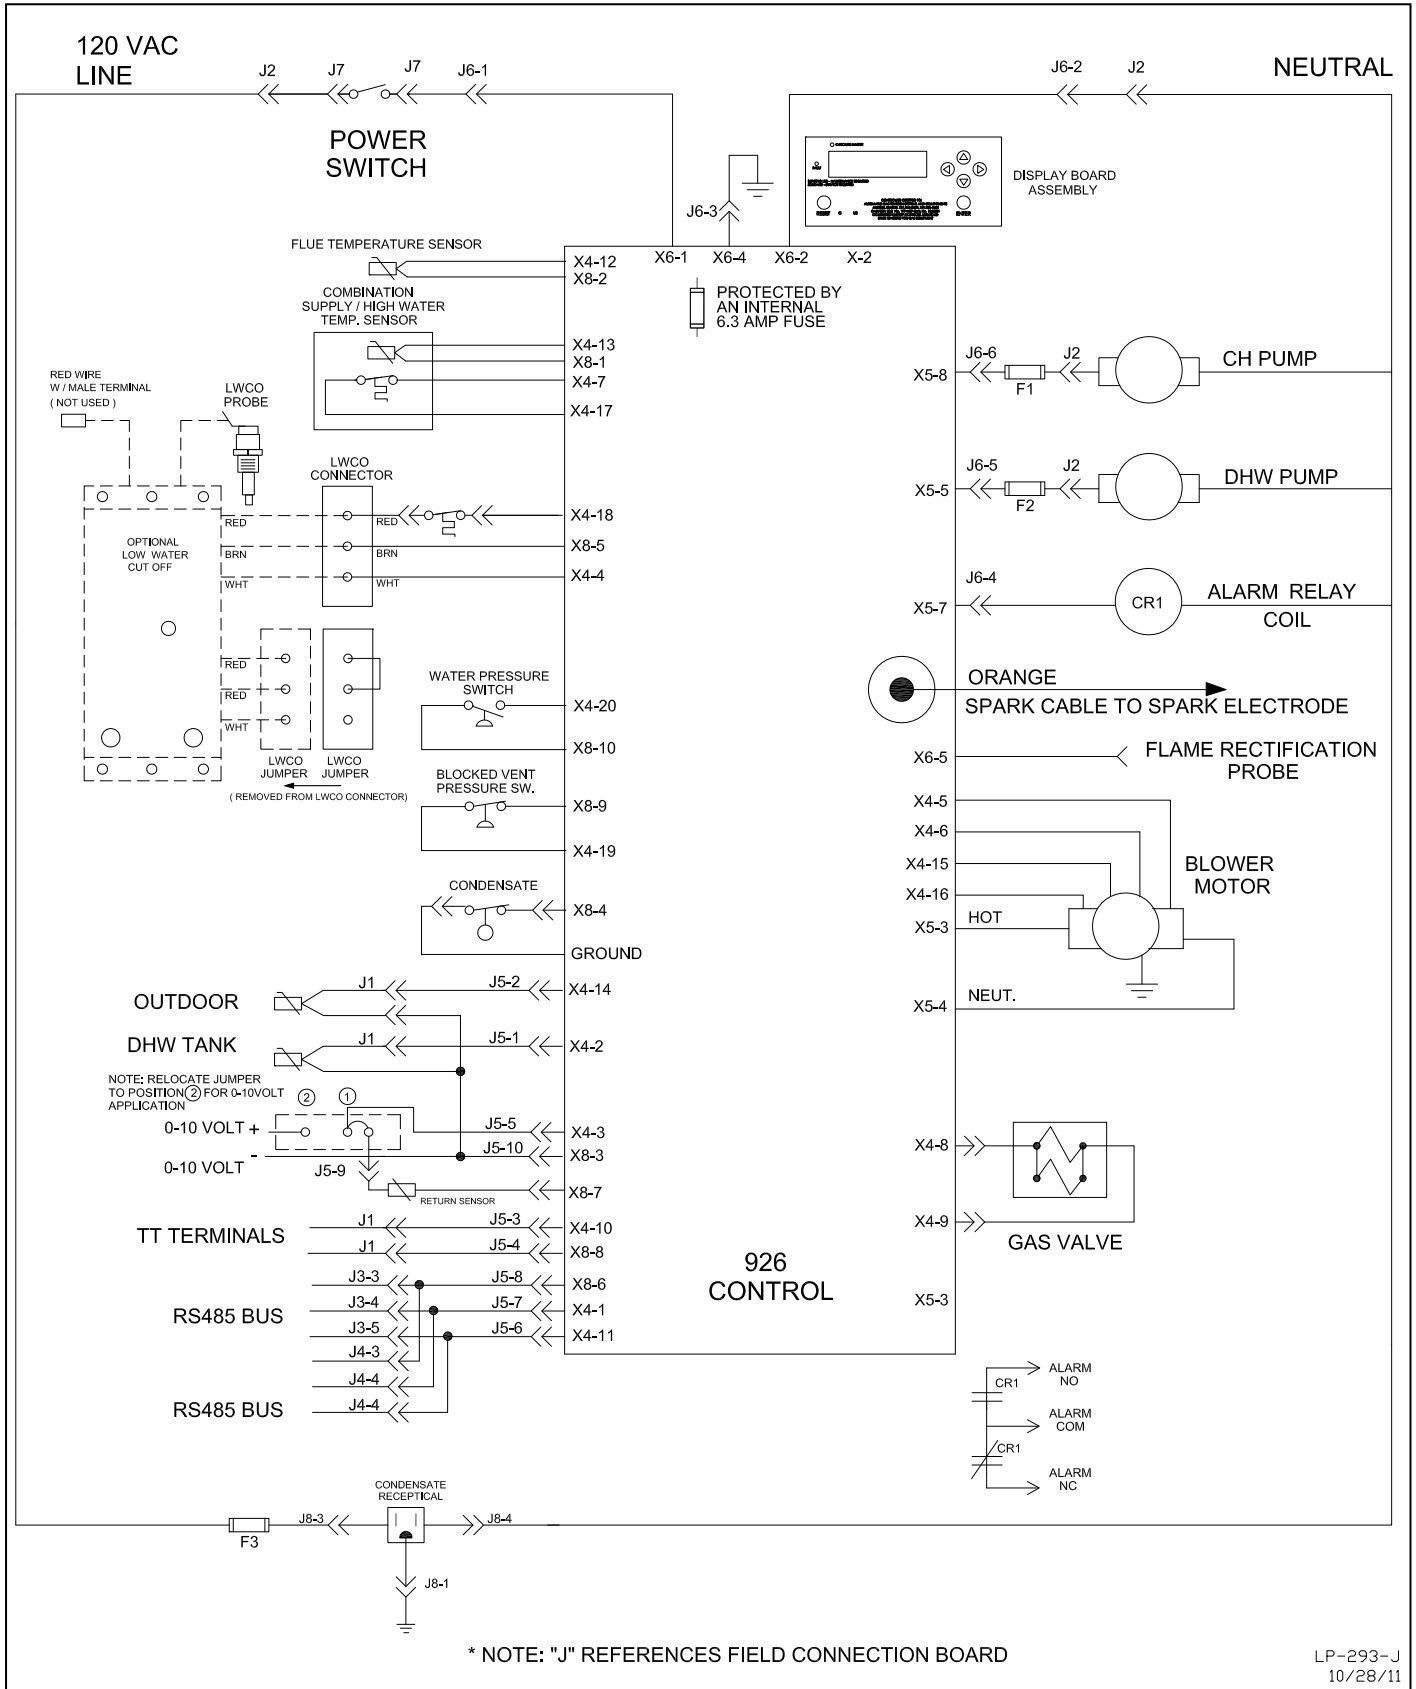 120 VAC
LINE
J2
J7
J7
J6-1
J6-2
J2
NEUTRAL
POWER
SWITCH
DISPLAY BOARD
ASSEMBLY
RESET
ENTER
J6-3
FLUE TEMPERATURE SENSOR
X4-12
X8-2
X6-1
X6-4
X6-2
X-2
COMBINATION
SUPPLY / HIGH WATER
TEMP. SENSOR
PROTECTED BY
AN INTERNAL
6.3 AMP FUSE
X4-13
X8-1
X4-7
X4-17
X5-8
J6-6
F1
J2
CH PUMP
RED WIRE
W / MALE TERMINAL
( NOT USED )
LWCO
PROBE
LWCO
CONNECTOR
X5-5
J6-5
F2
J2
DHW PUMP
OPTIONAL
LOW WATER
CUT OFF
RED
BRN
WHT
RED
BRN
WHT
X4-18
X8-5
X4-4
X5-7
J6-4
CR1
ALARM RELAY
COIL
RED
RED
WHT
LWCO
JUMPER
LWCO
JUMPER
( REMOVED FROM LWCO CONNECTOR)
WATER PRESSURE
SWITCH
X4-20
X8-10
ORANGE
SPARK CABLE TO SPARK ELECTRODE
X6-5
FLAME RECTIFICATION
PROBE
BLOCKED VENT
PRESSURE SW.
X8-9
X4-19
X4-5
X4-6
X4-15
X4-16
X5-3
HOT
BLOWER
MOTOR
CONDENSATE
X8-4
GROUND
X5-4
NEUT.
OUTDOOR
J1
J5-2
X4-14
DHW TANK
J1
J5-1
X4-2
NOTE: RELOCATE JUMPER
TO POSITION 2 FOR 0-10VOLT
APPLICATION
2
1
0-10 VOLT +
J5-5
X4-3
0-10 VOLT -
J5-10
X8-3
J5-9
RETURN SENSOR
X8-7
X4-8
X4-9
GAS VALVE
TT TERMINALS
J1
J5-3
X4-10
J1
J5-4
X8-8
926
CONTROL
X5-3
RS485 BUS
J3-3
J5-8
X8-6
J3-4
J5-7
X4-1
J3-5
J5-6
X4-11
J4-3
J4-4
RS485 BUS
J4-4
CR1
ALARM
NO
ALARM
COM
CR1
ALARM
NC
CONDENSATE
RECEPTICAL
F3
J8-3
J8-4
J8-1
* NOTE: "J" REFERENCES FIELD CONNECTION BOARD
LP-293-J
10/28/11